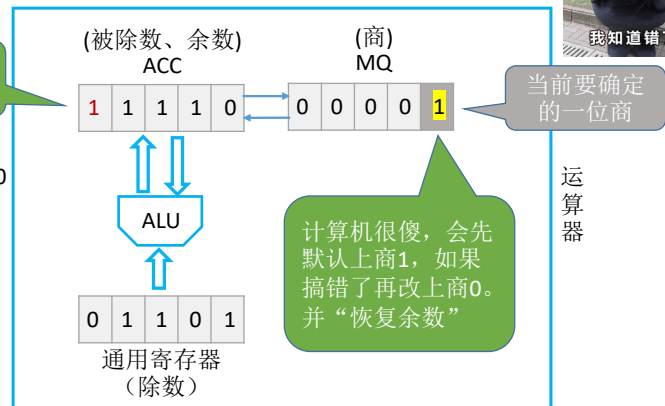 (被除数、余数)
ACC
(商)
MQ
我知道错
1 1 1 1 0
0 0 0 0 1
当前要确定
的一位商
0
ALU
运
算
器
计算机很傻，会先
默认上商1，如果
搞错了再改上商0。
并“恢复余数”
0 1 1 0 1
通用寄存器
（除数）